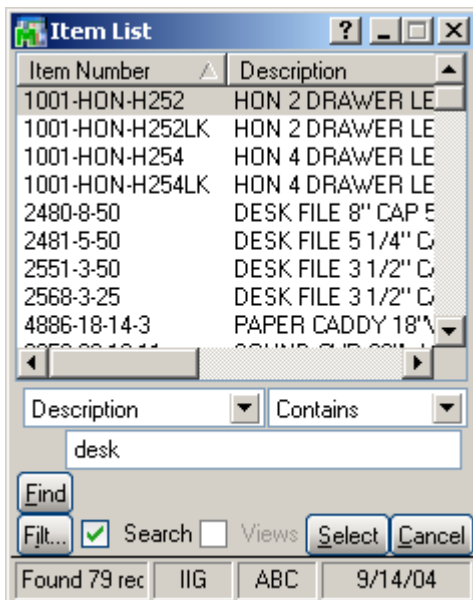 Item List
Item Number Description
1001-HON-H252 HON 2 DRAWER LE
1001-HON-H252LK HON 2 DRAWER LE
1001-HON-H254 HON 4 DRAWER LE
1001-HON-H254LK HON 4 DRAWER LE
2480-8-50 DESK FILE 8" CAP 5
2481-5-50 DESK FILE 5 1/4" C
2551-3-50 DESK FILE 3 1/2" C
2568-3-25 DESK FILE 3 1/2" C
4886-18-14-3 PAPER CADDY 18"
Description Contains
desk
Find
Filt... Search Views Select Cancel
Found 79 rec IIG ABC 9/14/04